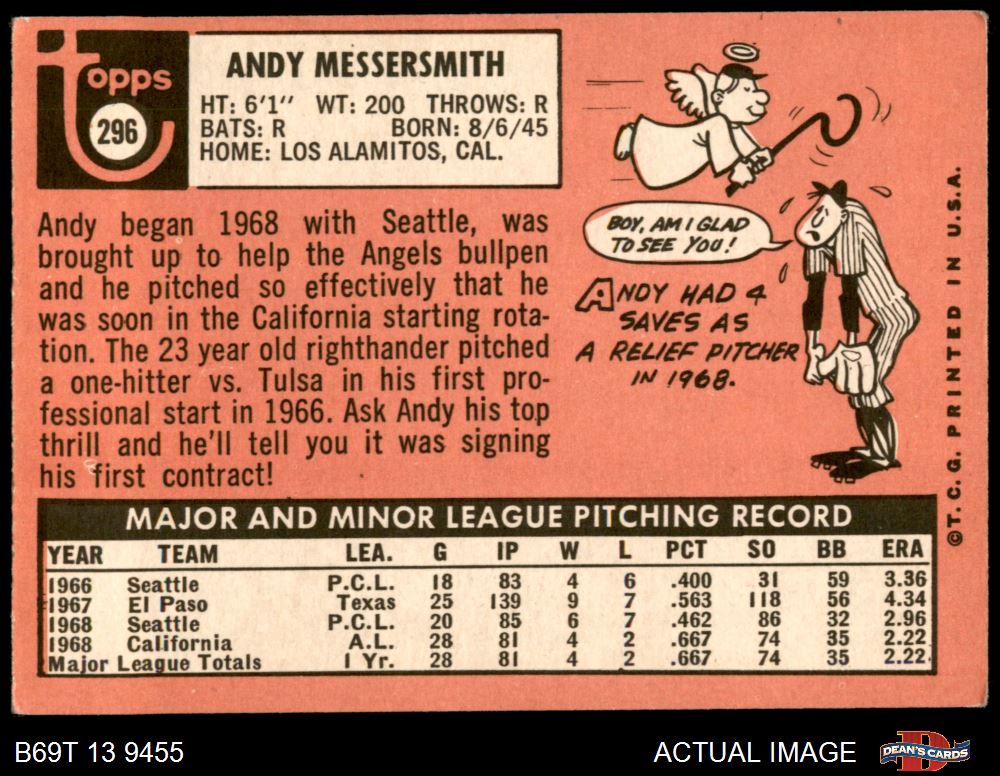 topps
296
ANDY MESSERSMITH
HT: 6'1" WT: 200 THROWS: R
BATS: R BORN: 8/6/45
HOME: LOS ALAMITOS, CAL.
Andy began 1968 with Seattle, was
brought up to help the Angels bullpen
and he pitched so effectively that he
was soon in the California starting rota-
tion. The 23 year old righthander pitched
a one-hitter vs. Tulsa in his first pro-
fessional start in 1966. Ask Andy his top
thrill and he'll tell you it was signing
his first contract!
BOY, AM I GLAD
TO SEE YOU!
ANDY HAD 4
SAVES AS
A RELIEF PITCHER
IN 1968.
©T.C.G. PRINTED IN U.S.A.
MAJOR AND MINOR LEAGUE PITCHING RECORD
YEAR TEAM LEA. G IP W L PCT SO BB ERA
1966 Seattle P.C.L. 18 83 4 6 .400 31 59 3.36
1967 El Paso Texas 25 139 9 7 .563 118 56 4.34
1968 Seattle P.C.L. 20 85 6 7 .462 86 32 2.96
1968 California A.L. 28 81 4 2 .667 74 35 2.22
Major League Totals 1 Yr. 28 81 4 2 .667 74 35 2.22
B69T 13 9455 ACTUAL IMAGE
DEAN'S CARDS